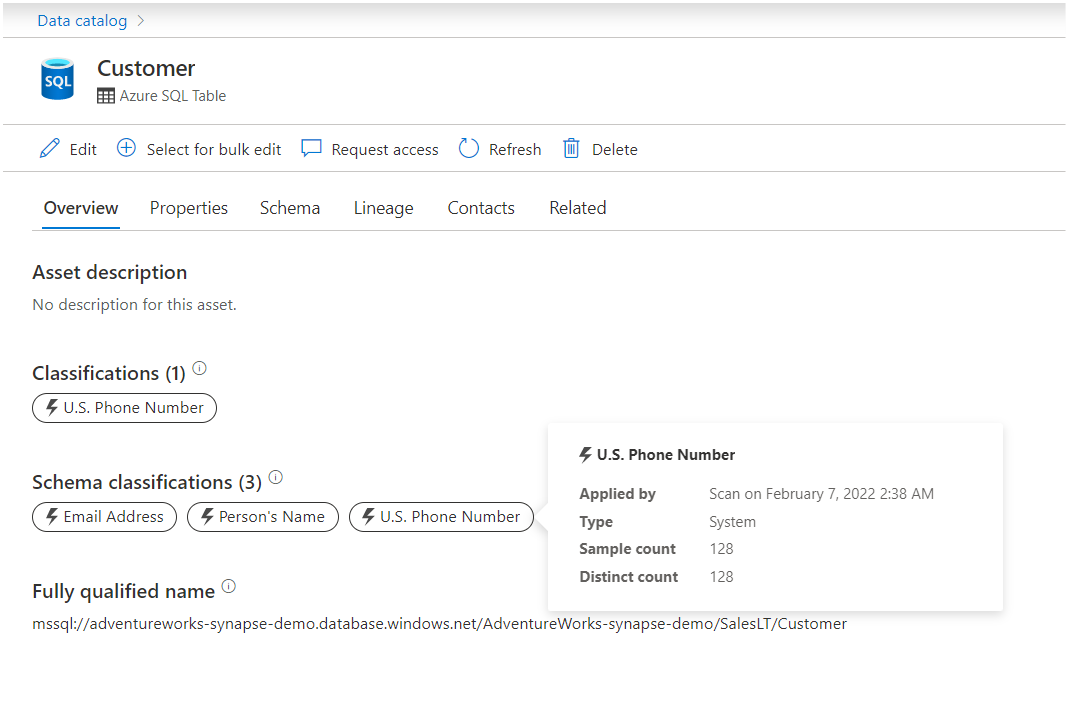 Data catalog
SQL
Customer
Azure SQL Table
Edit Select for bulk edit Request access Refresh Delete
Overview Properties Schema Lineage Contacts Related
Asset description
No description for this asset.
Classifications (1)
U.S. Phone Number
Schema classifications (3)
Email Address Person's Name U.S. Phone Number
U.S. Phone Number
Applied by Scan on February 7, 2022 2:38 AM
Type System
Sample count 128
Distinct count 128
Fully qualified name
mssql://adventureworks-synapse-demo.database.windows.net/AdventureWorks-synapse-demo/SalesLT/Customer